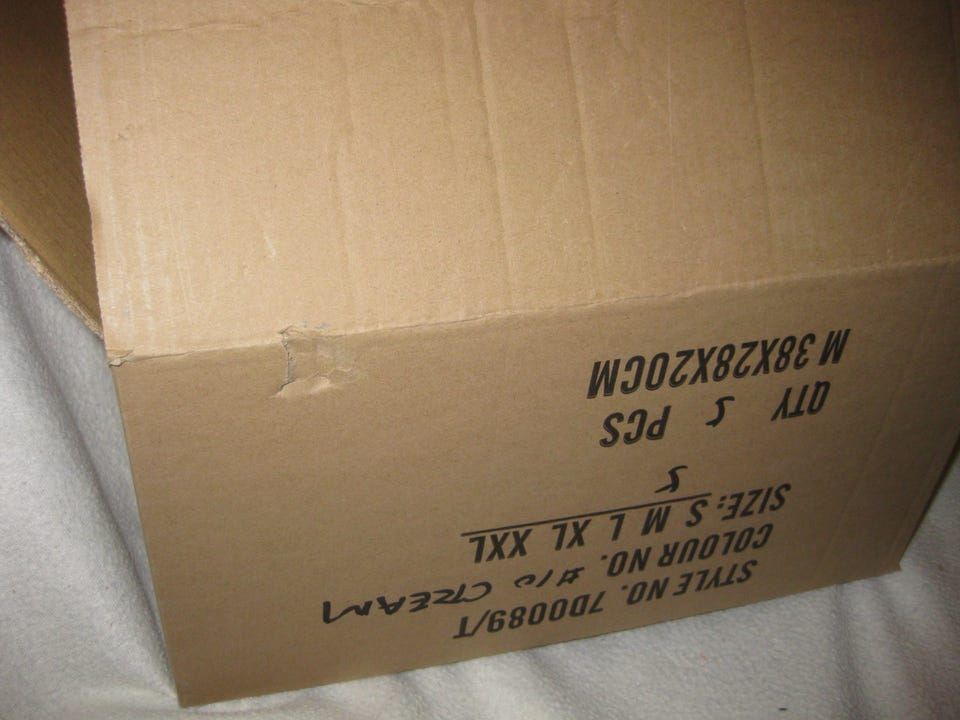 STYLE NO. 7D0089/T
COLOUR NO. #10 CREAM
SIZE: S M L XL XXL
5
QTY 5 PCS
M 38X28X20CM